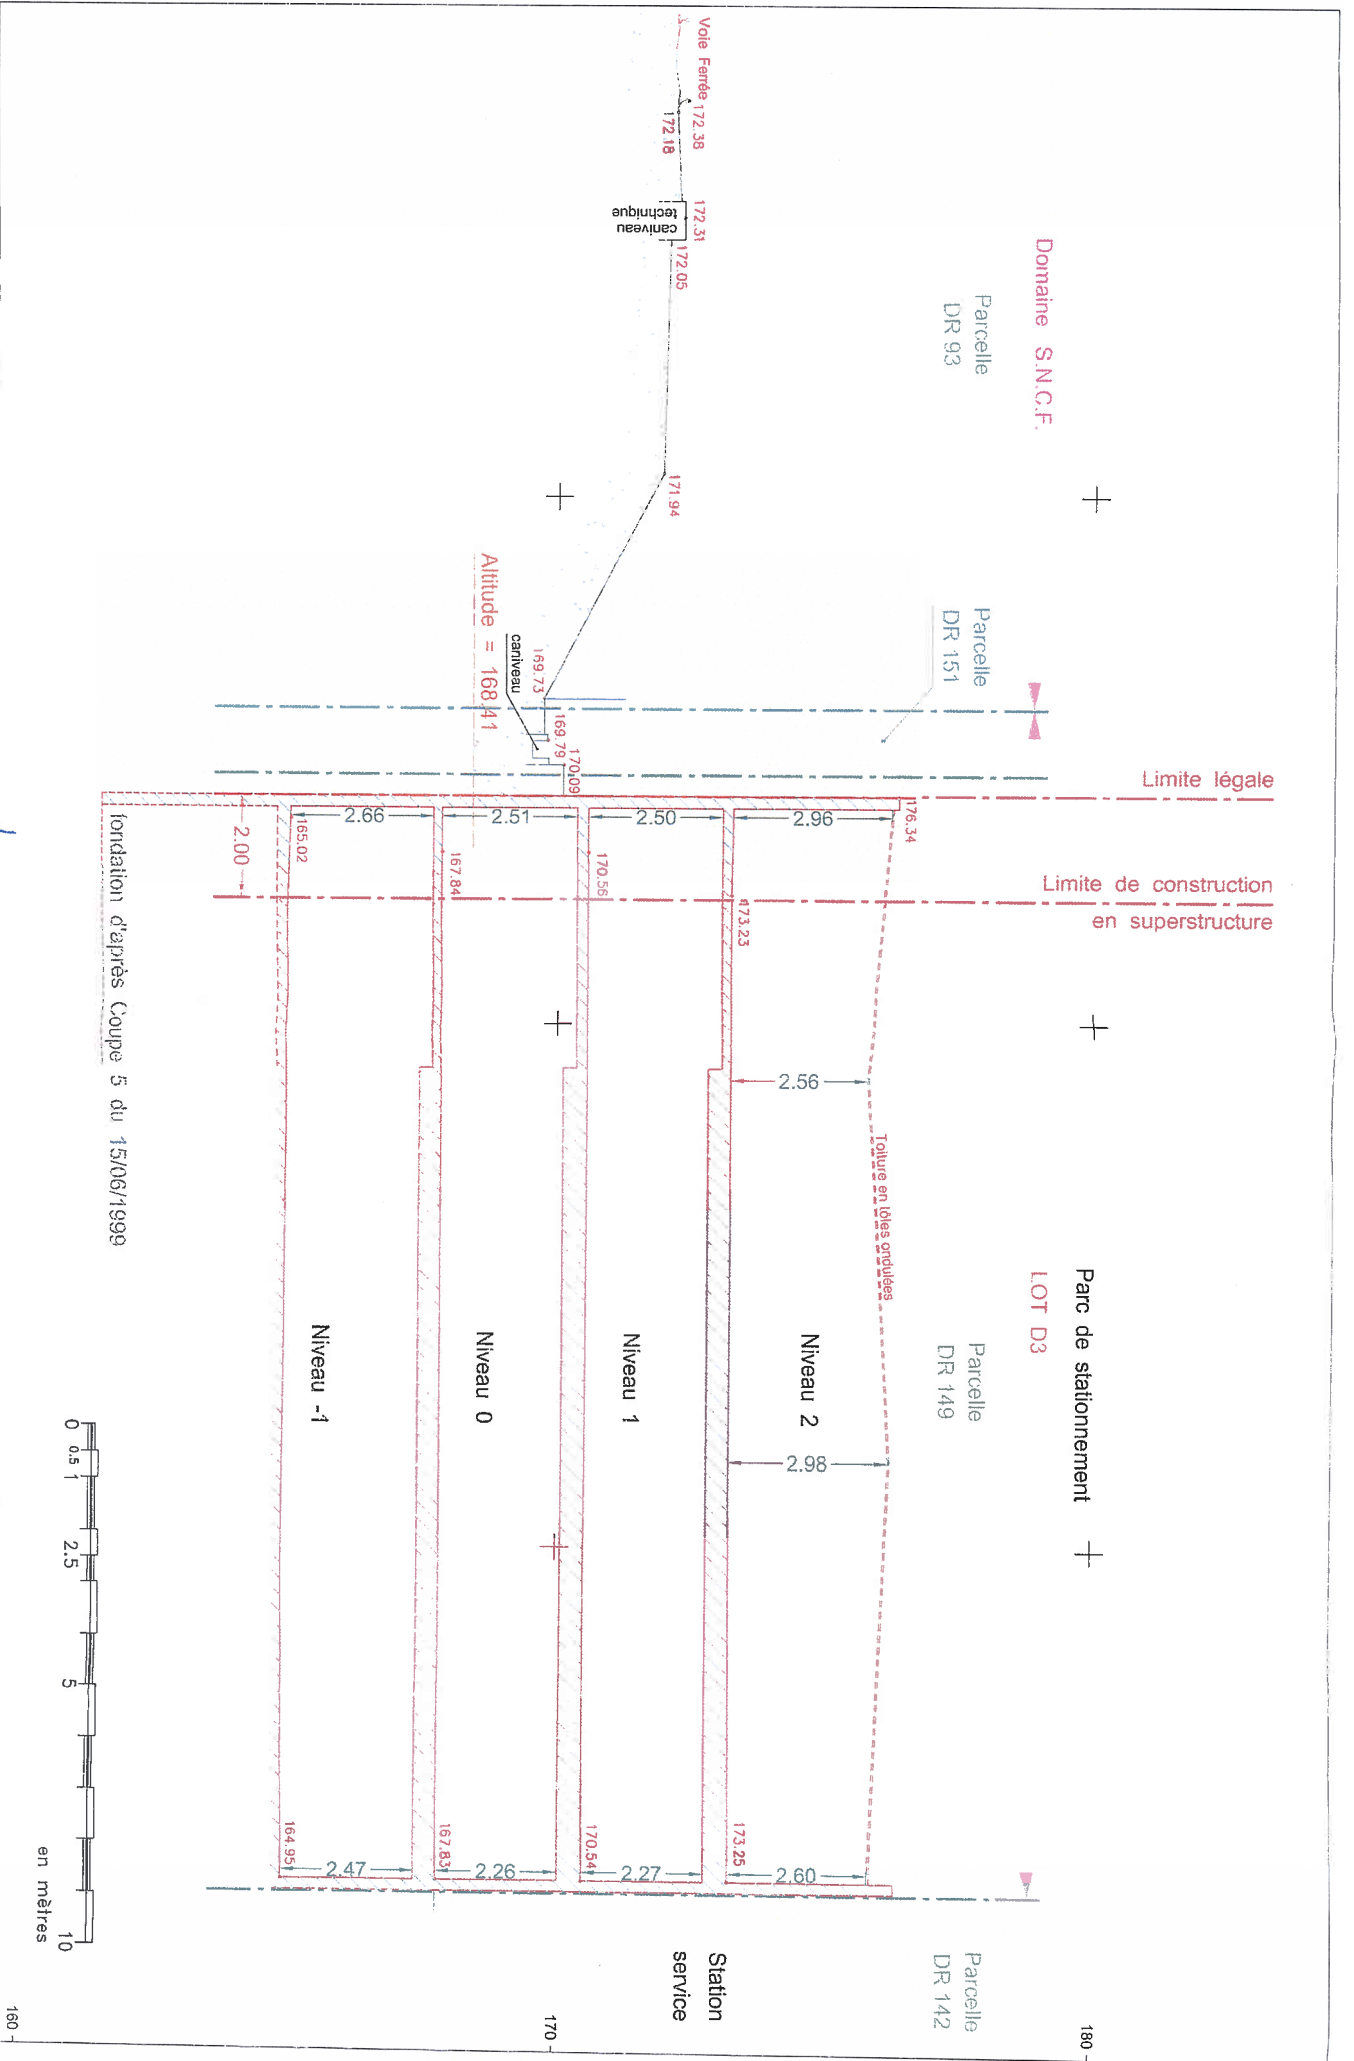 Domaine S.N.C.F.
Parcelle
DR 93
Parcelle
DR 151
Limite légale
Limite de construction
en superstructure
Parc de stationnement
LOT D3
Parcelle
DR 149
Parcelle
DR 142
Station
service
Voie Ferrée
172.38
172.18
172.31
caniveau
technique
172.05
171.94
Altitude = 168.41
caniveau
169.73
169.79
170.09
176.34
2.96
2.50
2.51
2.66
173.23
170.56
167.84
165.02
2.00
2.56
Toiture en tôles ondulées
2.98
Niveau 2
Niveau 1
Niveau 0
Niveau -1
173.25
170.54
167.83
164.95
2.60
2.27
2.26
2.47
fondation d'après Coupe 5 du 15/06/1999
0
0.5
1
2.5
5
10
en mètres
180
170
160